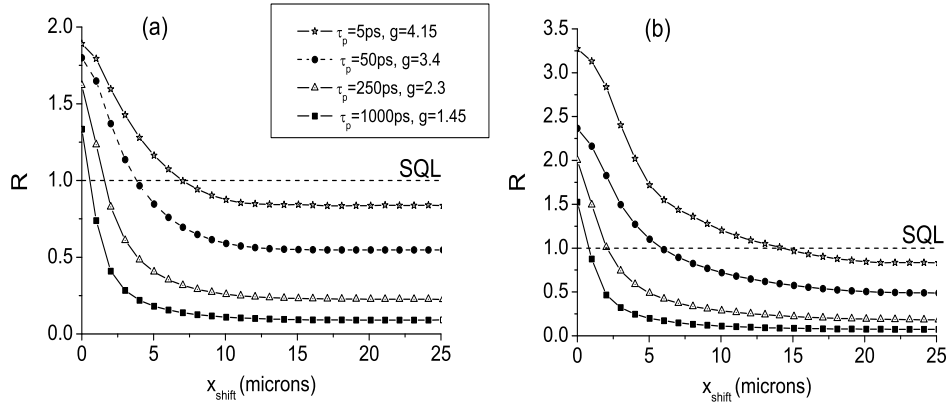 (a)
τp=5ps, g=4.15
τp=50ps, g=3.4
τp=250ps, g=2.3
τp=1000ps, g=1.45
SQL
R
2.0
1.5
1.0
0.5
0.0
0 5 10 15 20 25
xshift (microns)
(b)
SQL
R
3.5
3.0
2.5
2.0
1.5
1.0
0.5
0.0
0 5 10 15 20 25
xshift (microns)